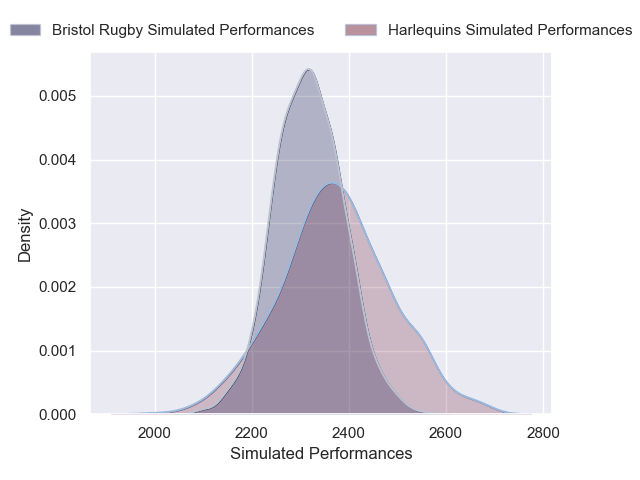 Bristol Rugby Simulated Performances Harlequins Simulated Performances
0.005
0.004
0.003
0.002
0.001
0.000
Density
2000 2200 2400 2600 2800
Simulated Performances